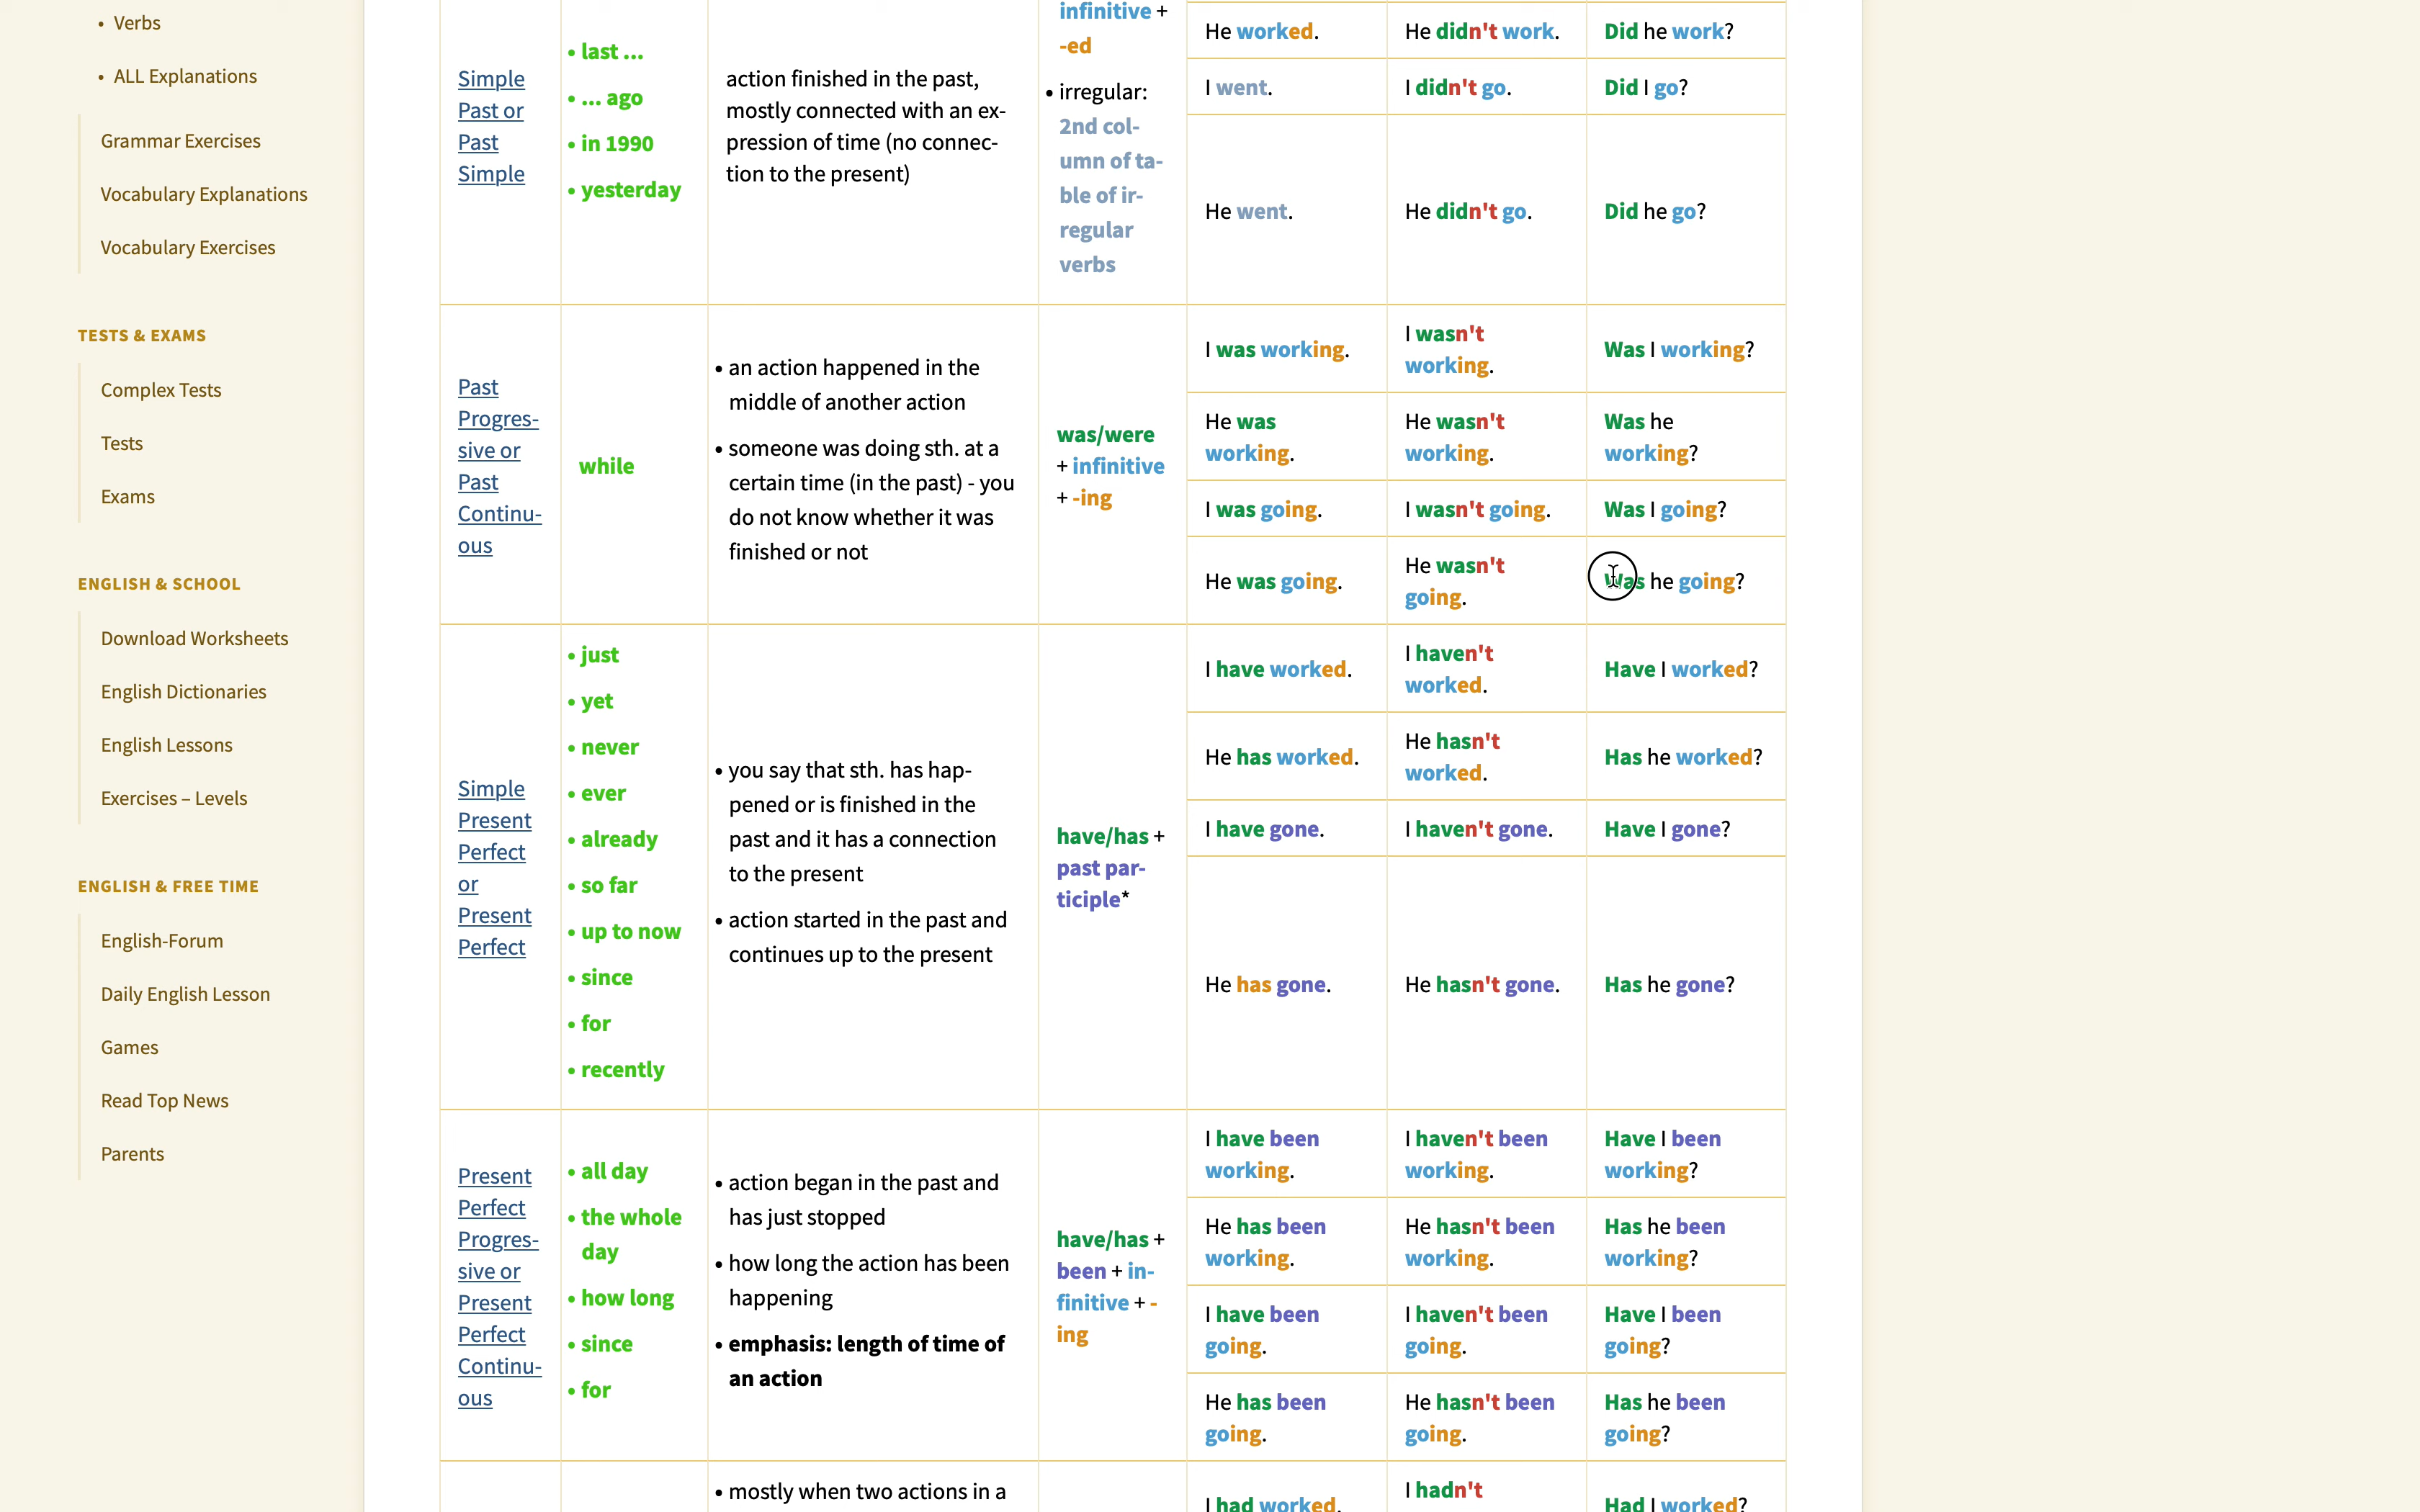 • Verbs
• ALL Explanations
Grammar Exercises
Vocabulary Explanations
Vocabulary Exercises
TESTS & EXAMS
Complex Tests
Tests
Exams
ENGLISH & SCHOOL
Download Worksheets
English Dictionaries
English Lessons
Exercises – Levels
ENGLISH & FREE TIME
English-Forum
Daily English Lesson
Games
Read Top News
Parents
Simple
Past or
Past
Simple
• last ...
• ... ago
• in 1990
• yesterday
action finished in the past,
mostly connected with an ex-
pression of time (no connec-
tion to the present)
infinitive +
-ed
• irregular:
2nd col-
umn of ta-
ble of ir-
regular
verbs
He worked.
He didn't work.
Did he work?
I went.
I didn't go.
Did I go?
He went.
He didn't go.
Did he go?
Past
Progres-
sive or
Past
Continu-
ous
while
• an action happened in the
middle of another action
• someone was doing sth. at a
certain time (in the past) - you
do not know whether it was
finished or not
was/were
+ infinitive
+ -ing
I was working.
I wasn't
working.
Was I working?
He was
working.
He wasn't
working.
Was he
working?
I was going.
I wasn't going.
Was I going?
He was going.
He wasn't
going.
Was he going?
Simple
Present
Perfect
or
Present
Perfect
• just
• yet
• never
• ever
• already
• so far
• up to now
• since
• for
• recently
• you say that sth. has hap-
pened or is finished in the
past and it has a connection
to the present
• action started in the past and
continues up to the present
have/has +
past par-
ticiple*
I have worked.
I haven't
worked.
Have I worked?
He has worked.
He hasn't
worked.
Has he worked?
I have gone.
I haven't gone.
Have I gone?
He has gone.
He hasn't gone.
Has he gone?
Present
Perfect
Progres-
sive or
Present
Perfect
Continu-
ous
• all day
• the whole
day
• how long
• since
• for
• action began in the past and
has just stopped
• how long the action has been
happening
• emphasis: length of time of
an action
have/has +
been + in-
finitive + -
ing
I have been
working.
I haven't been
working.
Have I been
working?
He has been
working.
He hasn't been
working.
Has he been
working?
I have been
going.
I haven't been
going.
Have I been
going?
He has been
going.
He hasn't been
going.
Has he been
going?
• mostly when two actions in a
I had worked.
I hadn't
Had I worked?